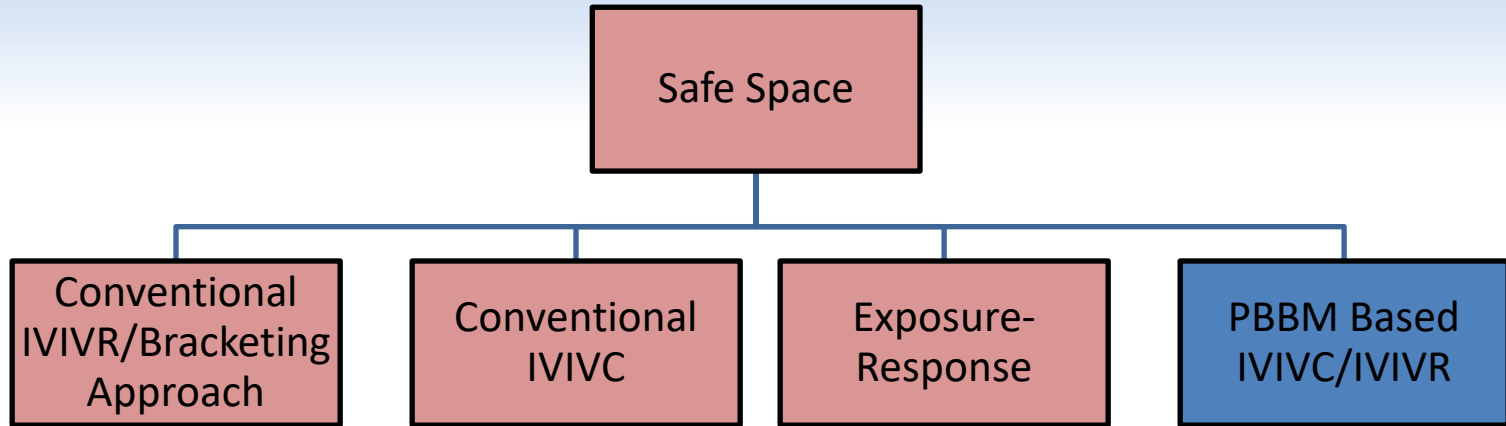 Safe Space
Conventional
IVIVR/Bracketing
Approach
Conventional
IVIVC
Exposure-
Response
PBBM Based
IVIVC/IVIVR